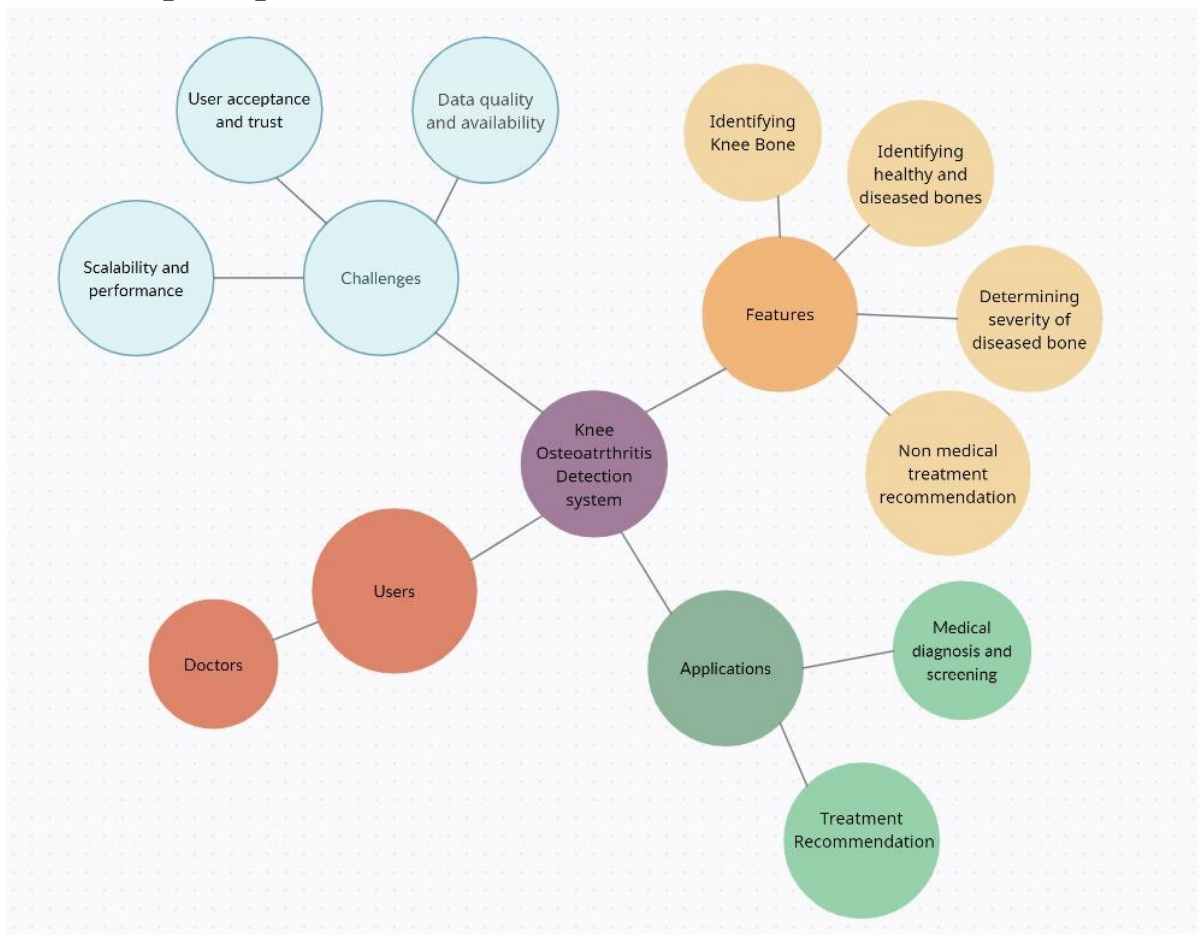 User acceptance
and trust
Data quality
and availability
Scalability and
performance
Challenges
Identifying
Knee Bone
Identifying
healthy and
diseased bones
Features
Determining
severity of
diseased bone
Non medical
treatment
recommendation
Knee
Osteoatrthritis
Detection
system
Users
Doctors
Applications
Medical
diagnosis and
screening
Treatment
Recommendation